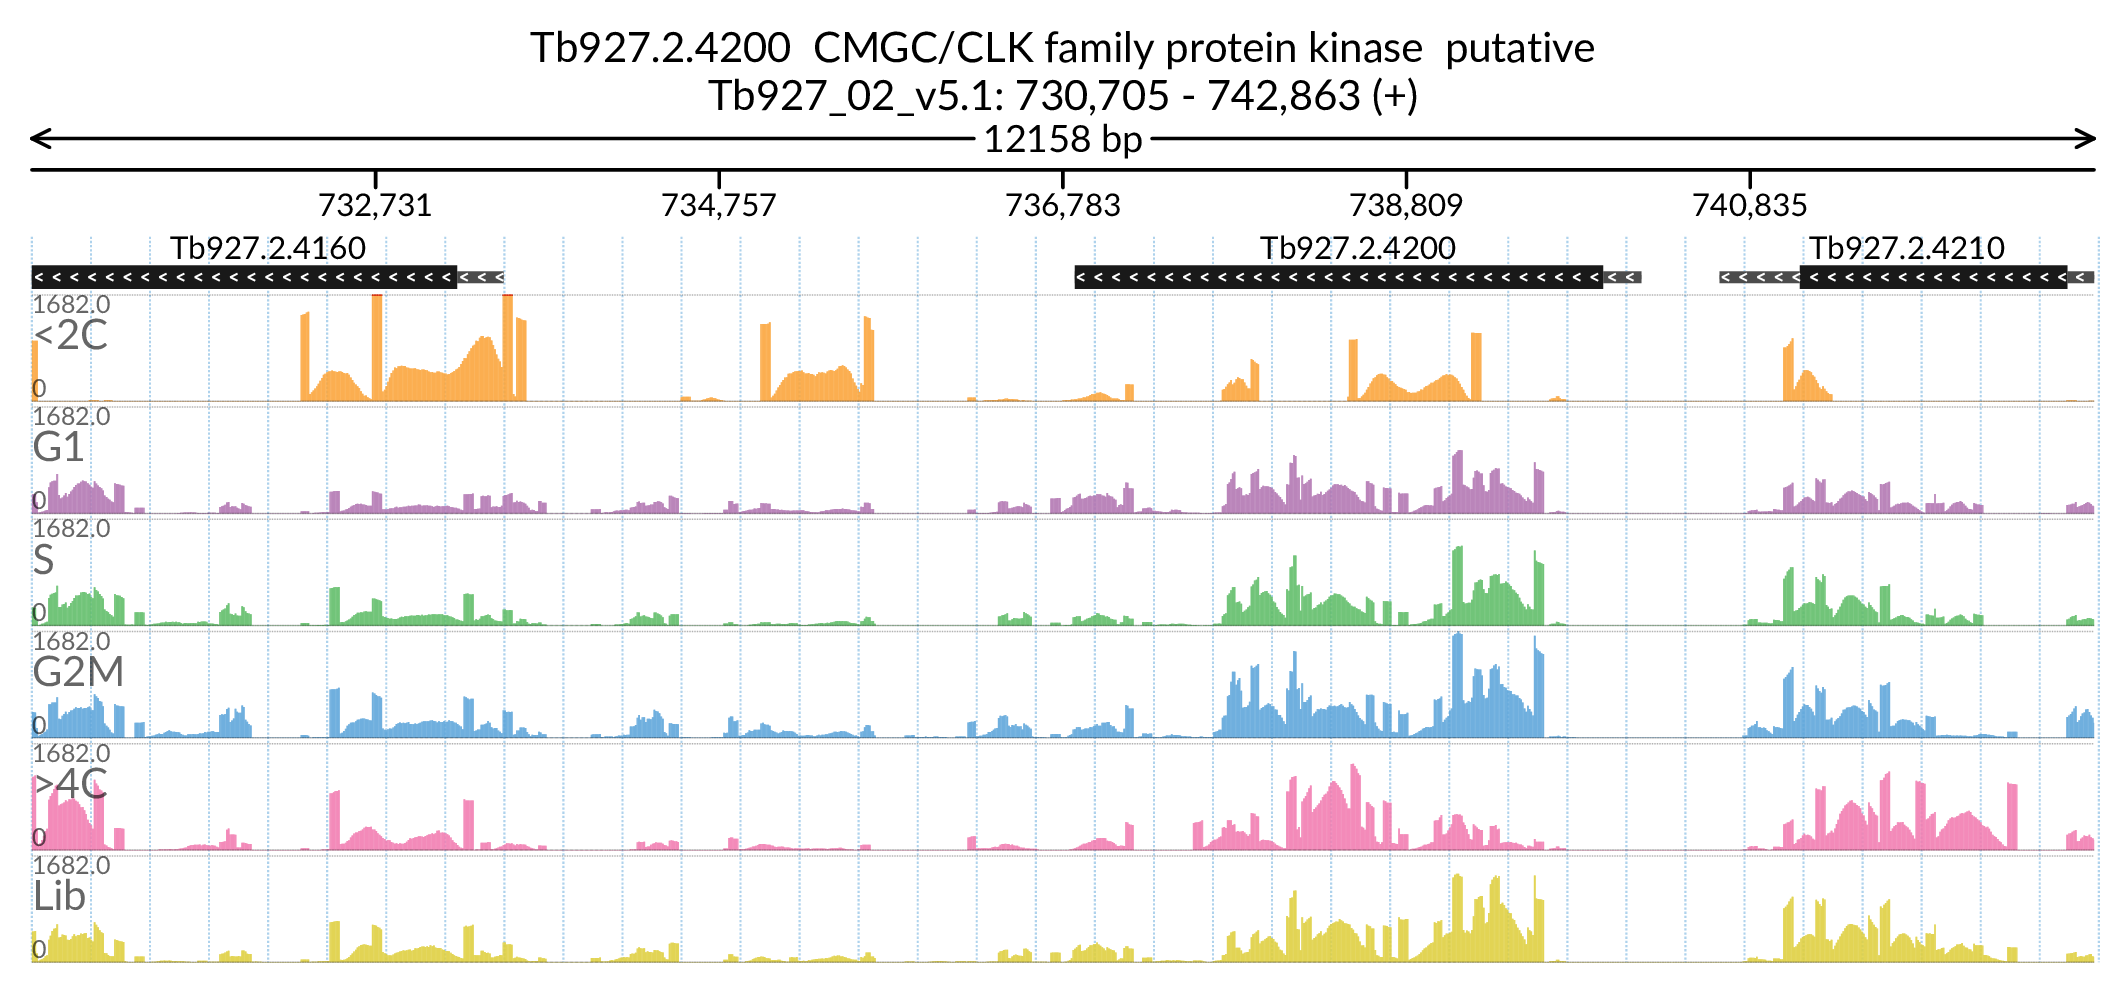 Tb927.2.4200  CMGC/CLK family protein kinase  putative
Tb927_02_v5.1: 730,705 - 742,863 (+)
12158 bp
732,731 734,757 736,783 738,809 740,835
Tb927.2.4160 Tb927.2.4200 Tb927.2.4210
1682.0
<2C
0
1682.0
G1
0
1682.0
S
0
1682.0
G2M
0
1682.0
>4C
0
1682.0
Lib
0